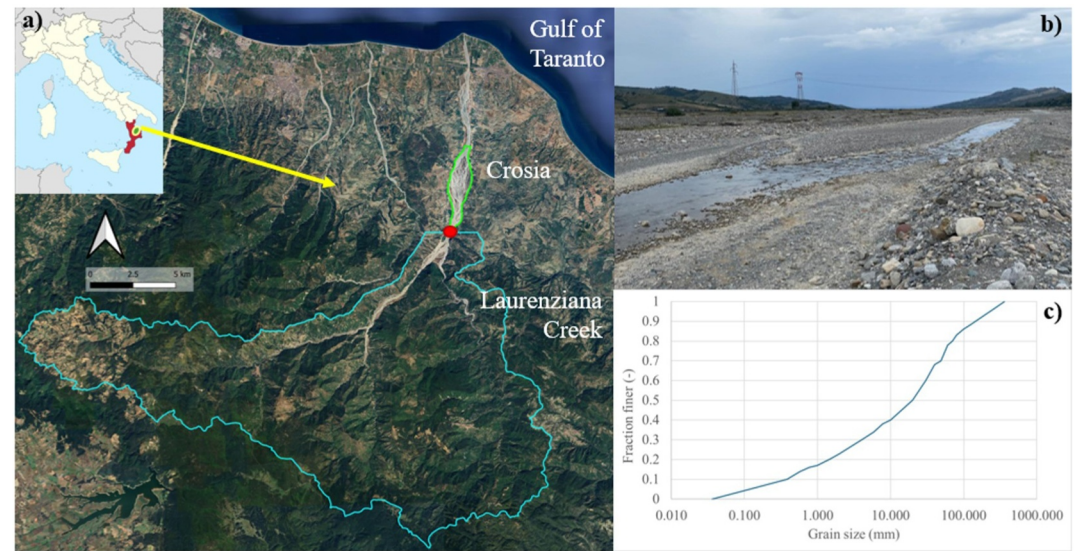 a)
Gulf of
Taranto
Crosia
0 2.5 5 km
Laurenziana
Creek
b)
c)
Fraction finer (-)
1
0.9
0.8
0.7
0.6
0.5
0.4
0.3
0.2
0.1
0
0.010 0.100 1.000 10.000 100.000 1000.000
Grain size (mm)